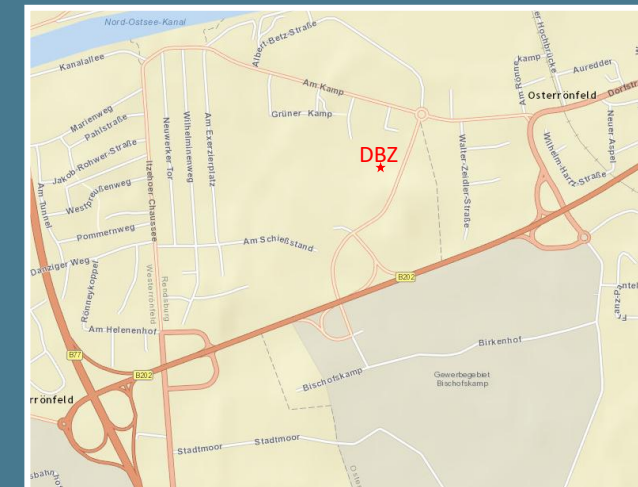 Nord-Ostsee-Kanal
Kanalallee
Albert-Betz-Straße
er Hochbrücke
kamp
Auredder
Am Kamp
Am Rönne
Osterrönfeld
Dorfstr
Marienweg
Pahlstraße
Grüner Kamp
Neuwerker Tor
Wilhelminenweg
Am Exerzierplatz
Neuer Aspel
Jakob-Rohwer-Straße
DBZ
Walter-Zeidler-Straße
Wilhelm-Hartz-Straße
Am Tunnel
Westpreußenweg
Itzehoer Chaussee
Pommernweg
Am Schießstand
Danziger Weg
Rönneykoppel
Westerrönfeld
Rendsburg
B202
Am Helenenhof
Birkenhof
B77
B202
Bischofskamp
Gewerbegebiet
Bischofskamp
rrönfeld
Stadtmoor
Stadtmoor
sbahn
Oster